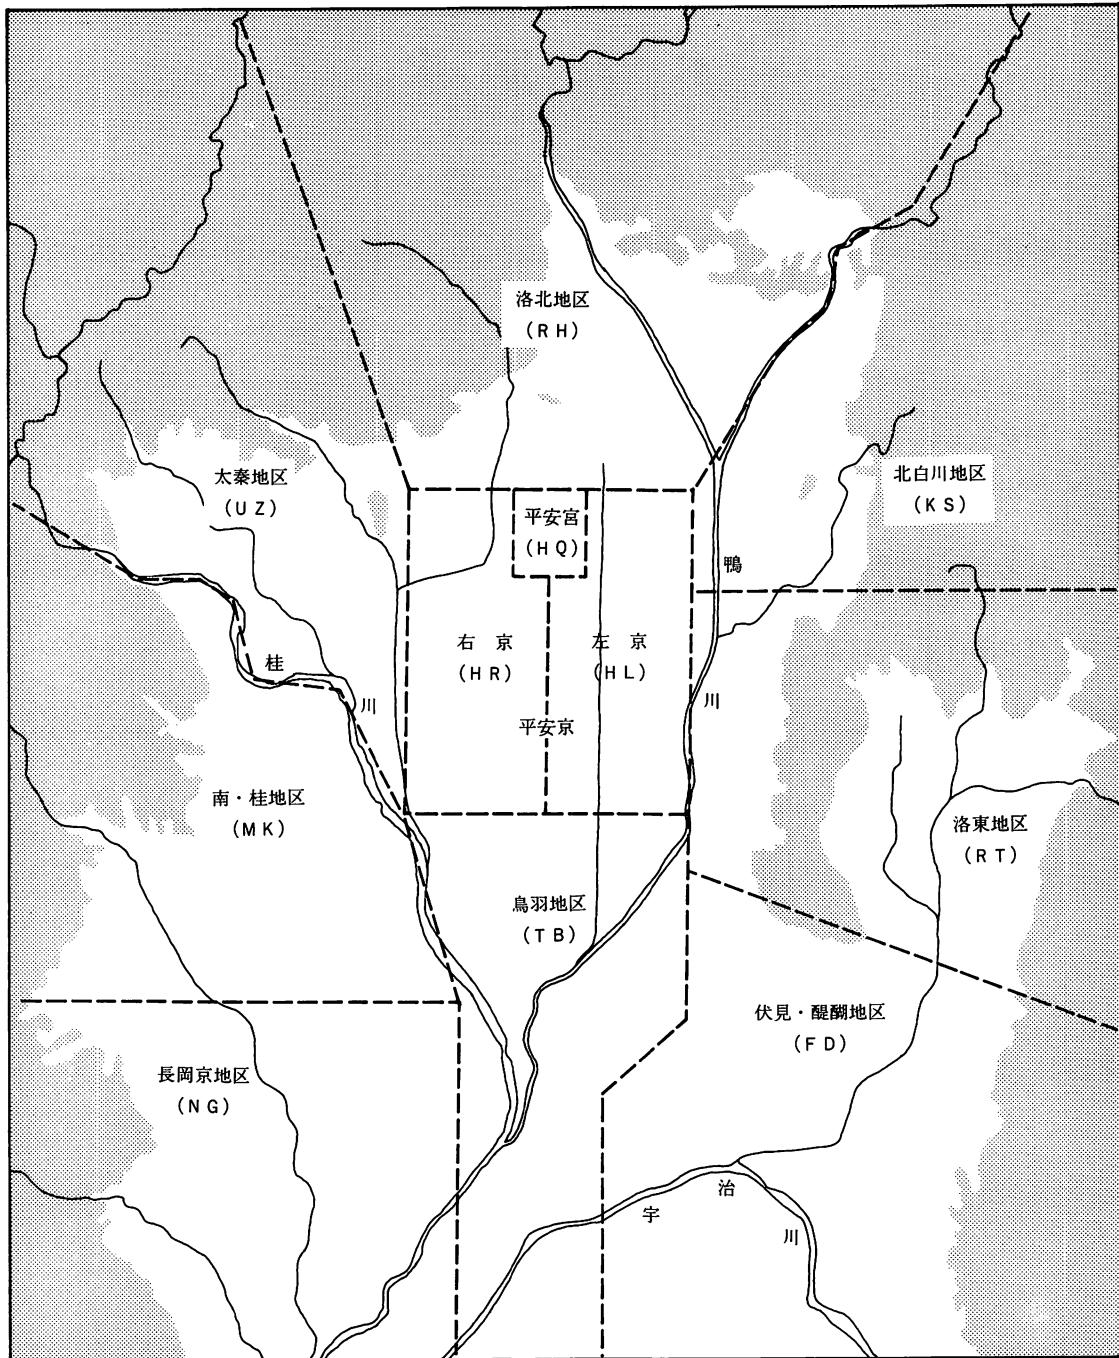 洛北地区
(RH)
太秦地区
(UZ)
北白川地区
(KS)
平安宮
(HQ)
鴨
川
右 京
(HR)
左 京
(HL)
平安京
桂
川
南・桂地区
(MK)
洛東地区
(RT)
鳥羽地区
(TB)
伏見・醍醐地区
(FD)
長岡京地区
(NG)
宇
治
川